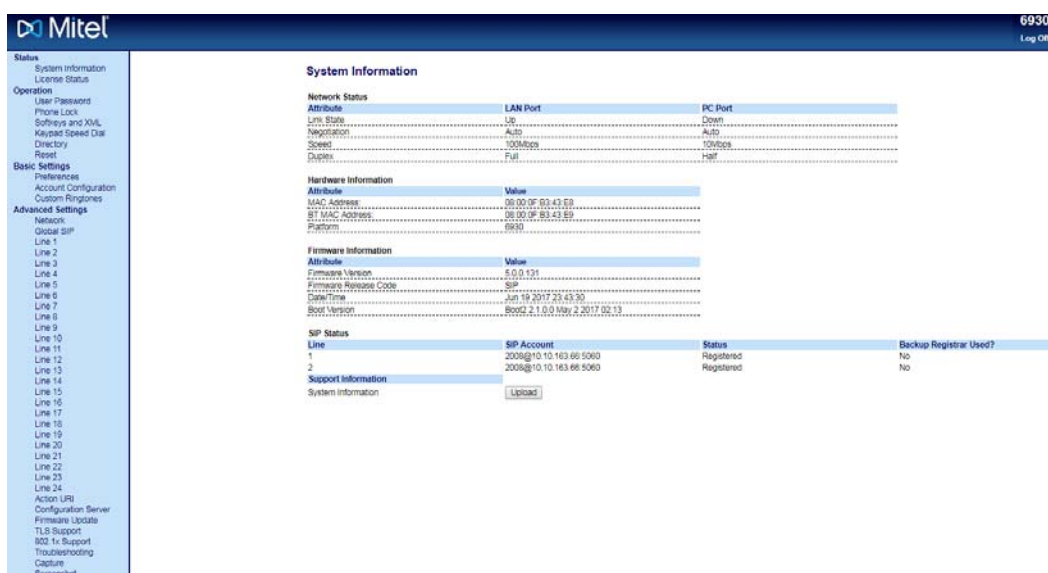 Mitel
6930
Log Off
Status
System Information
License Status
Operation
User Password
Phone Lock
Softkeys and XML
Keypad Speed Dial
Directory
Reset
Basic Settings
Preferences
Account Configuration
Custom Ringtones
Advanced Settings
Network
Global SIP
Line 1
Line 2
Line 3
Line 4
Line 5
Line 6
Line 7
Line 8
Line 9
Line 10
Line 11
Line 12
Line 13
Line 14
Line 15
Line 16
Line 17
Line 18
Line 19
Line 20
Line 21
Line 22
Line 23
Line 24
Action URI
Configuration Server
Firmware Update
TLS Support
802.1x Support
Troubleshooting
Capture
Screenshot
System Information
Network Status
Attribute LAN Port PC Port
Link State Up Down
Negotiation Auto Auto
Speed 100Mbps 10Mbps
Duplex Full Half
Hardware Information
Attribute Value
MAC Address: 08:00:0F:B3:43:E8
BT MAC Address: 08:00:0F:B3:43:E9
Platform 6930
Firmware Information
Attribute Value
Firmware Version 5.0.0.131
Firmware Release Code SIP
Date/Time Jun 19 2017 23:43:30
Boot Version Boot2 2.1.0.0 May 2 2017 02:13
SIP Status
Line SIP Account Status Backup Registrar Used?
1 2008@10.10.163.66:5060 Registered No
2 2008@10.10.163.66:5060 Registered No
Support Information
System Information Upload